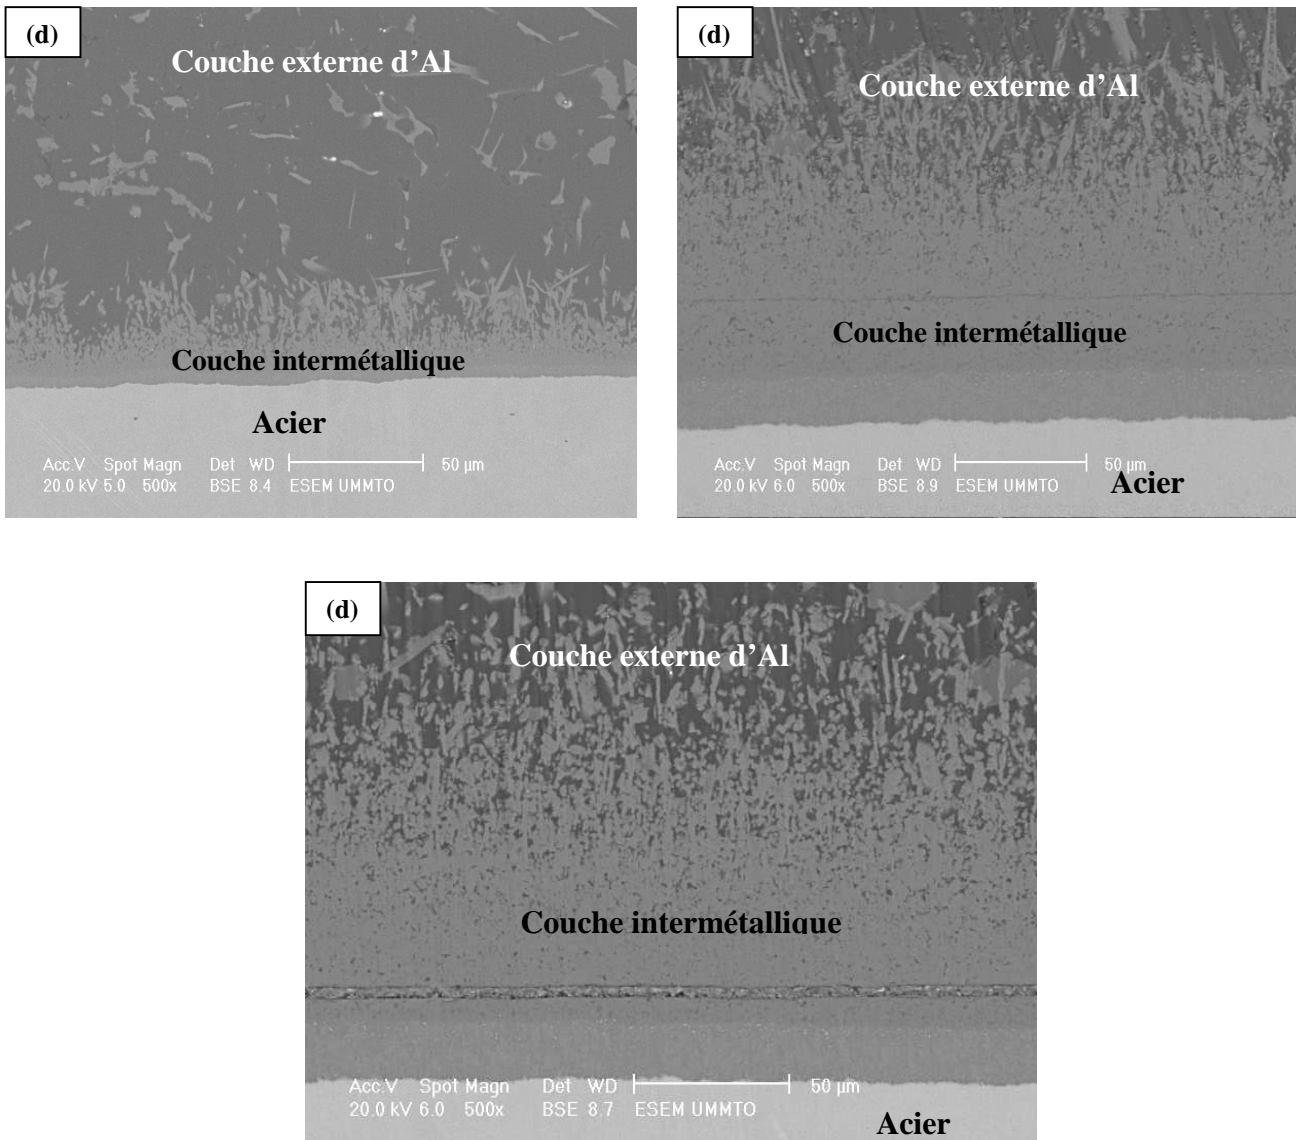 (d)
Couche externe d'Al
Couche intermétallique
Acier
Acc.V Spot Magn Det WD 50 µm
20.0 kV 5.0 500x BSE 8.4 ESEM UMMTO
(d)
Couche externe d'Al
Couche intermétallique
Acc.V Spot Magn Det WD 50 µm
20.0 kV 6.0 500x BSE 8.9 ESEM UMMTO
Acier
(d)
Couche externe d'Al
Couche intermétallique
Acc.V Spot Magn Det WD 50 µm
20.0 kV 6.0 500x BSE 8.7 ESEM UMMTO
Acier